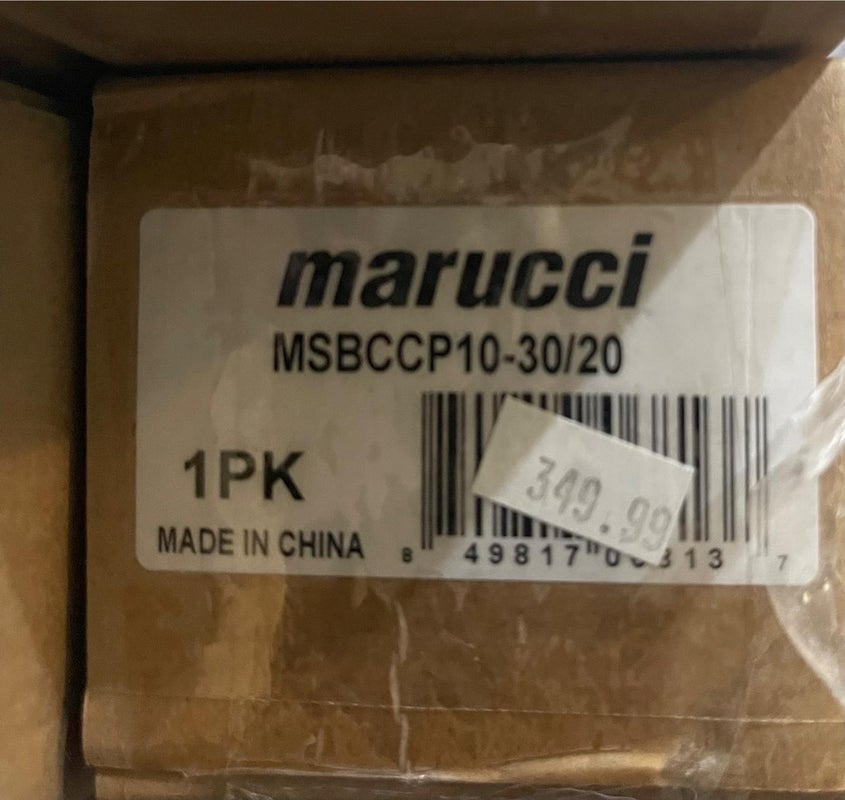 marucci
MSBCCP10-30/20
1PK
349.99
MADE IN CHINA
8 49817 7